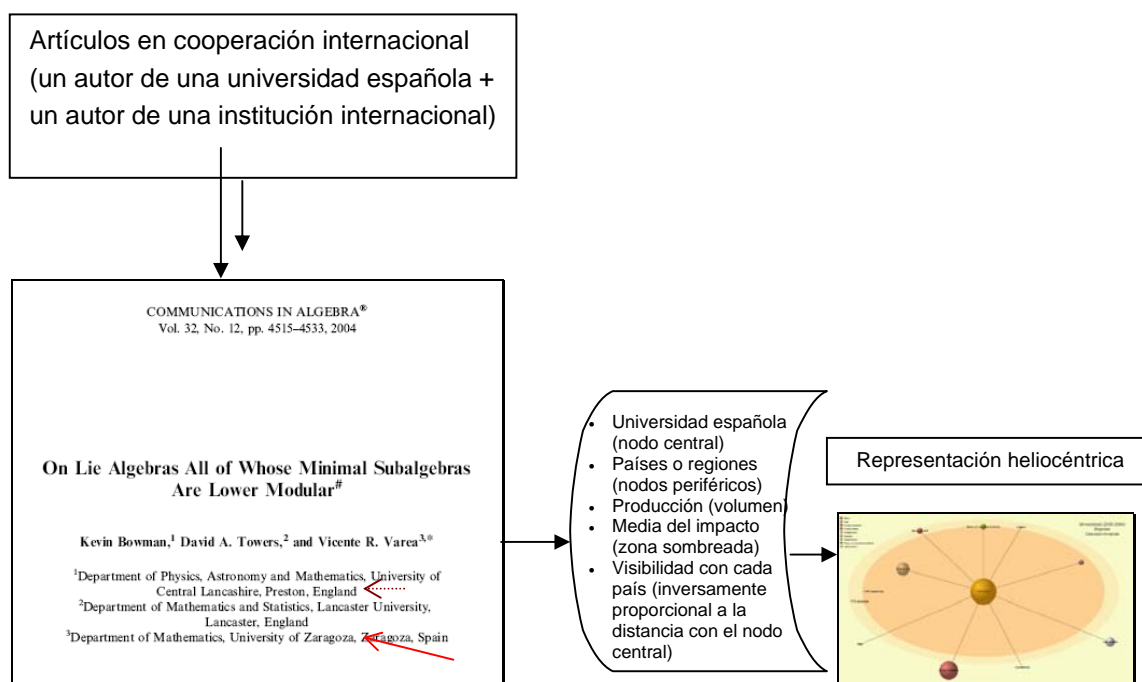 Artículos en cooperación internacional
(un autor de una universidad española +
un autor de una institución internacional)
COMMUNICATIONS IN ALGEBRA®
Vol. 32, No. 12, pp. 4515–4533, 2004
On Lie Algebras All of Whose Minimal Subalgebras
Are Lower Modular#
Kevin Bowman,1 David A. Towers,2 and Vicente R. Varea3,*
1Department of Physics, Astronomy and Mathematics, University of
Central Lancashire, Preston, England
2Department of Mathematics and Statistics, Lancaster University,
Lancaster, England
3Department of Mathematics, University of Zaragoza, Zaragoza, Spain
• Universidad española
(nodo central)
• Países o regiones
(nodos periféricos)
• Producción (volumen)
• Media del impacto
(zona sombreada)
• Visibilidad con cada
país (inversamente
proporcional a la
distancia con el nodo
central)
Representación heliocéntrica